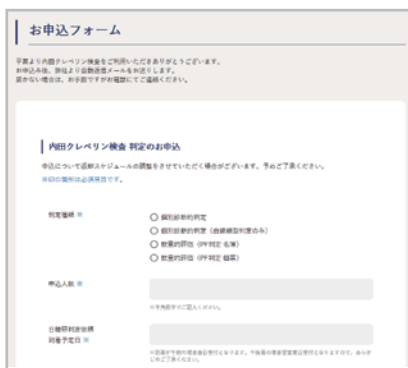 お申込フォーム
平素より内田クレペリン検査をご利用いただきありがとうございます。
お申込み後、弊社より自動返信メールをお送りします。
届かない場合は、お手数ですがお電話にてご連絡ください。
内田クレペリン検査 判定のお申込
申込について返却スケジュールの調整をさせていただく場合がございます。予めご了承ください。
※印の箇所は必須項目です。
判定種類 ※
個別診断的判定
個別診断的判定（曲線類型判定のみ）
数量的評価（PF判定 名簿）
数量的評価（PF判定 個票）
申込人数 ※
※半角数字でご記入ください。
日精研判定依頼
到着予定日 ※